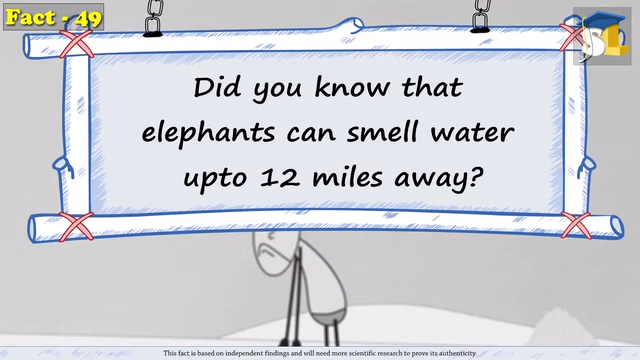 Fact - 49
SL
Did you know that
elephants can smell water
upto 12 miles away?
This fact is based on independent findings and will need more scientific research to prove its authenticity.